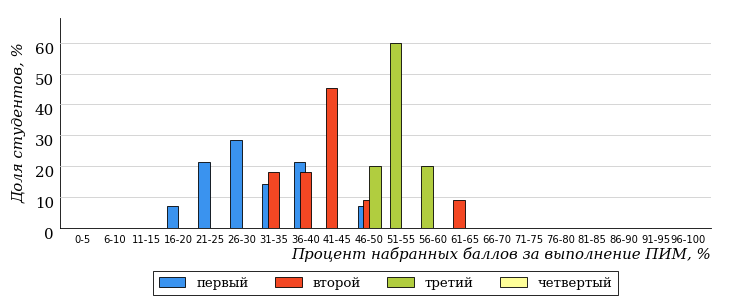 Доля студентов, %
60
50
40
30
20
10
0
0-5 6-10 11-15 16-20 21-25 26-30 31-35 36-40 41-45 46-50 51-55 56-60 61-65 66-70 71-75 76-80 81-85 86-90 91-95 96-100
Процент набранных баллов за выполнение ПИМ, %
первый второй третий четвертый